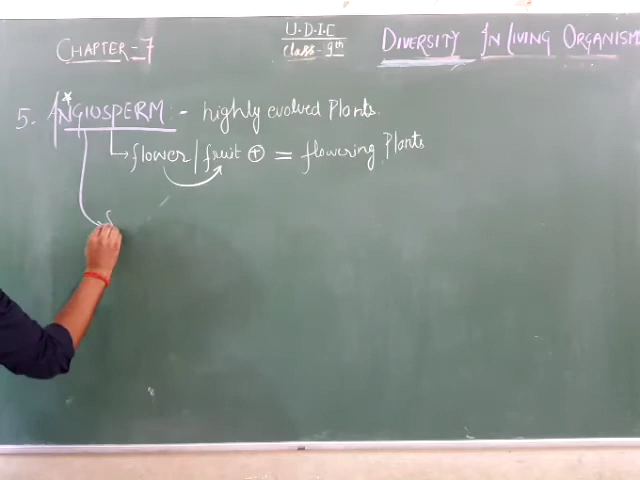 CHAPTER-7
U.D.I.C
Class-9th
DIVERSITY IN LIVING ORGANISM
5. ANGIOSPERM :- highly evolved Plants.
flower / fruit ⊕ = flowering Plants